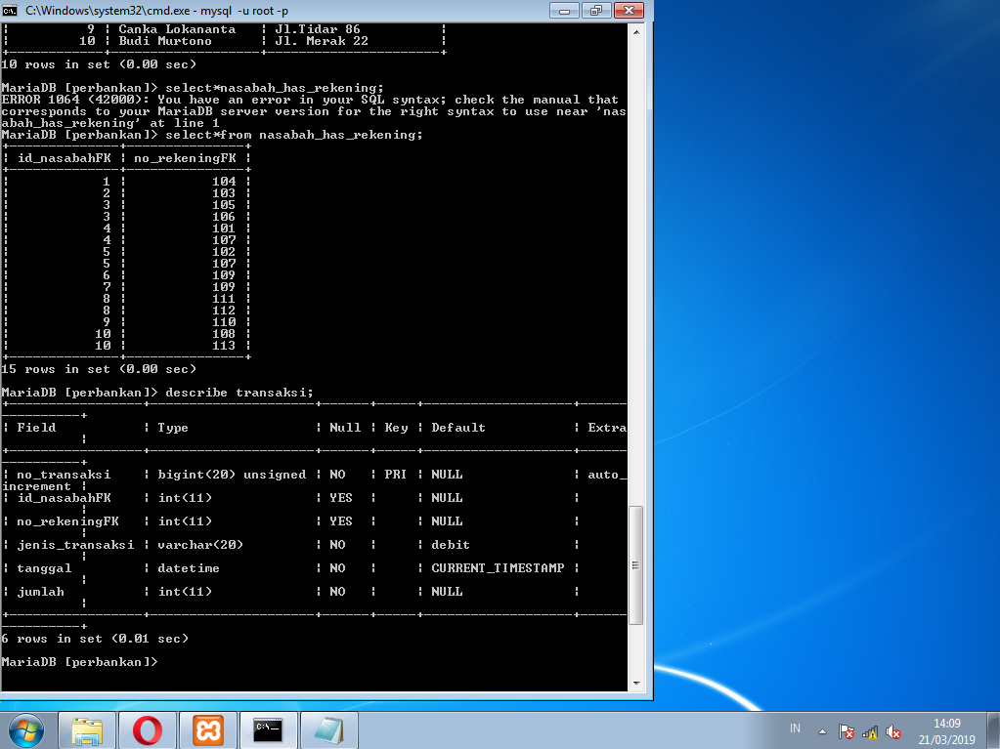 C:\Windows\system32\cmd.exe - mysql -u root -p
| 9 | Canka Lokananta | Jl.Tidar 86 |
| 10 | Budi Murtono | Jl. Merak 22 |
+--------------+-------------------+----------------------+
10 rows in set (0.00 sec)
MariaDB [perbankan]> select*nasabah_has_rekening;
ERROR 1064 (42000): You have an error in your SQL syntax; check the manual that
corresponds to your MariaDB server version for the right syntax to use near 'nas
abah_has_rekening' at line 1
MariaDB [perbankan]> select*from nasabah_has_rekening;
+--------------+---------------+
| id_nasabahFK | no_rekeningFK |
+--------------+---------------+
| 1 | 104 |
| 2 | 103 |
| 3 | 105 |
| 3 | 106 |
| 4 | 101 |
| 4 | 107 |
| 5 | 102 |
| 5 | 107 |
| 6 | 109 |
| 7 | 109 |
| 8 | 111 |
| 8 | 112 |
| 9 | 110 |
| 10 | 108 |
| 10 | 113 |
+--------------+---------------+
15 rows in set (0.00 sec)
MariaDB [perbankan]> describe transaksi;
+-----------------+---------------------+------+-----+-------------------+------
----------+
| Field | Type | Null | Key | Default | Extra
|
+-----------------+---------------------+------+-----+-------------------+------
----------+
| no_transaksi | bigint(20) unsigned | NO | PRI | NULL | auto_
increment |
| id_nasabahFK | int(11) | YES | | NULL |
|
| no_rekeningFK | int(11) | YES | | NULL |
|
| jenis_transaksi | varchar(20) | NO | | debit |
|
| tanggal | datetime | NO | | CURRENT_TIMESTAMP |
|
| jumlah | int(11) | NO | | NULL |
|
+-----------------+---------------------+------+-----+-------------------+------
----------+
6 rows in set (0.01 sec)
MariaDB [perbankan]>
IN
14:09
21/03/2019